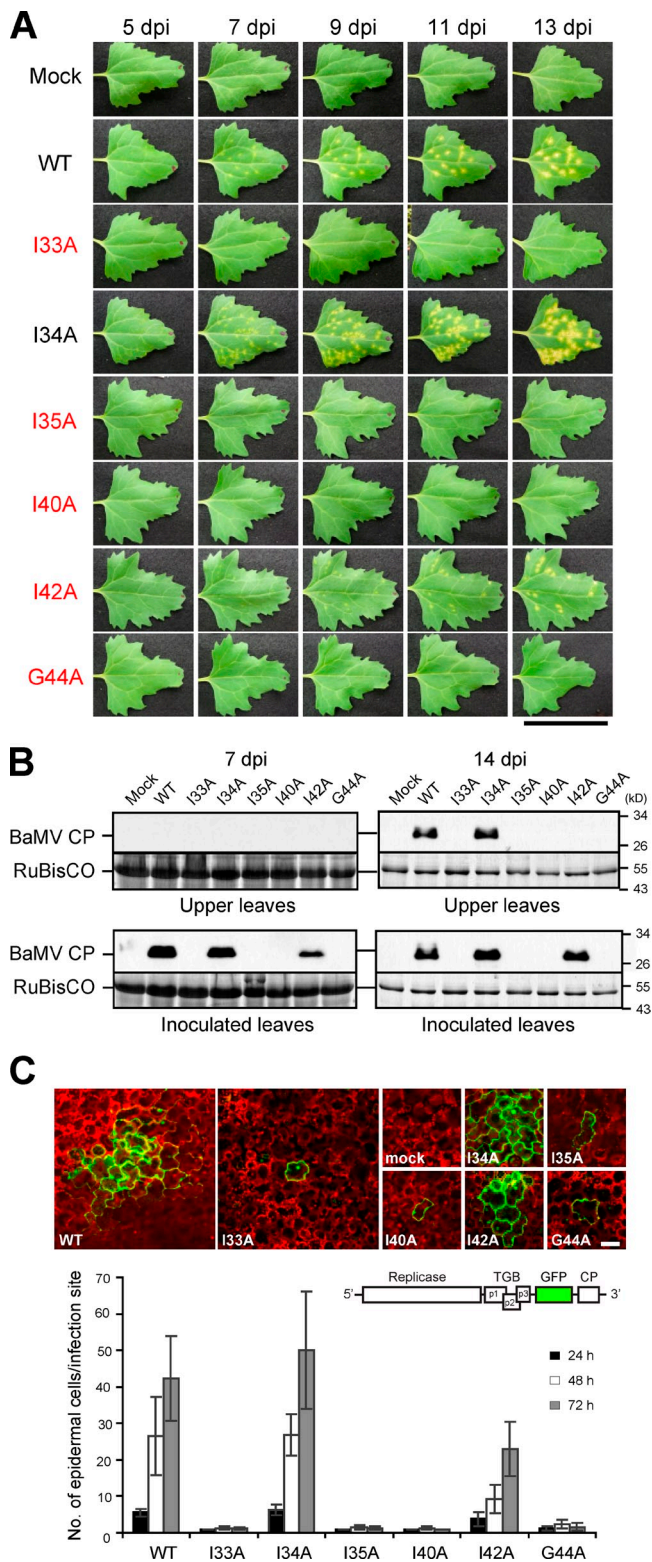 A
5 dpi 7 dpi 9 dpi 11 dpi 13 dpi
Mock
WT
I33A
I34A
I35A
I40A
I42A
G44A
B
7 dpi 14 dpi
Mock WT I33A I34A I35A I40A I42A G44A Mock WT I33A I34A I35A I40A I42A G44A (kD)
34
BaMV CP
26
RuBisCO 55
43
Upper leaves Upper leaves
34
BaMV CP
26
RuBisCO 55
43
Inoculated leaves Inoculated leaves
C
mock I34A I35A
WT I33A I40A I42A G44A
70
60
50
40
30
20
10
0
No. of epidermal cells/infection site
Replicase TGB GFP CP
5' p1 p2 p3 3'
24 h
48 h
72 h
WT I33A I34A I35A I40A I42A G44A